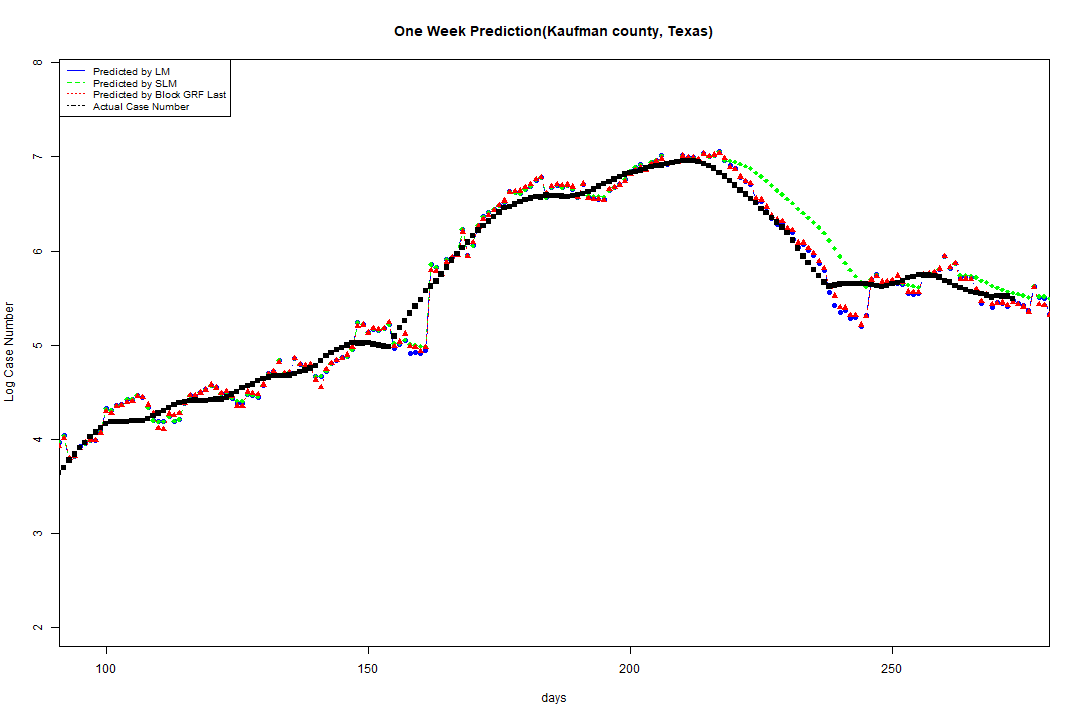 One Week Prediction(Kaufman county, Texas)
Predicted by LM
Predicted by SLM
Predicted by Block GRF Last
Actual Case Number
8
7
6
5
4
3
2
Log Case Number
100 150 200 250
days